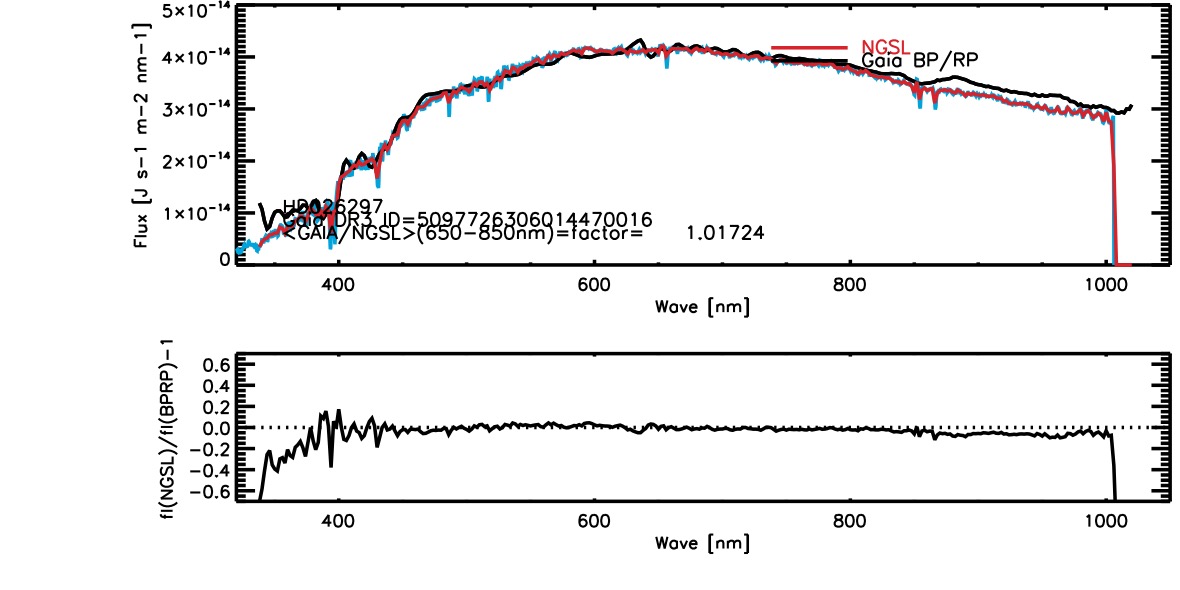 5×10−14
4×10−14
3×10−14
2×10−14
1×10−14
0
Flux [J s−1 m−2 nm−1]
NGSL
Gaia BP/RP
HD026297
Gaia DR3 ID=5097726306014470016
<GAIA/NGSL>(650−850nm)=factor= 1.01724
400 600 800 1000
Wave [nm]
fl(NGSL)/fl(BPRP)−1
0.6
0.4
0.2
0.0
−0.2
−0.4
−0.6
400 600 800 1000
Wave [nm]